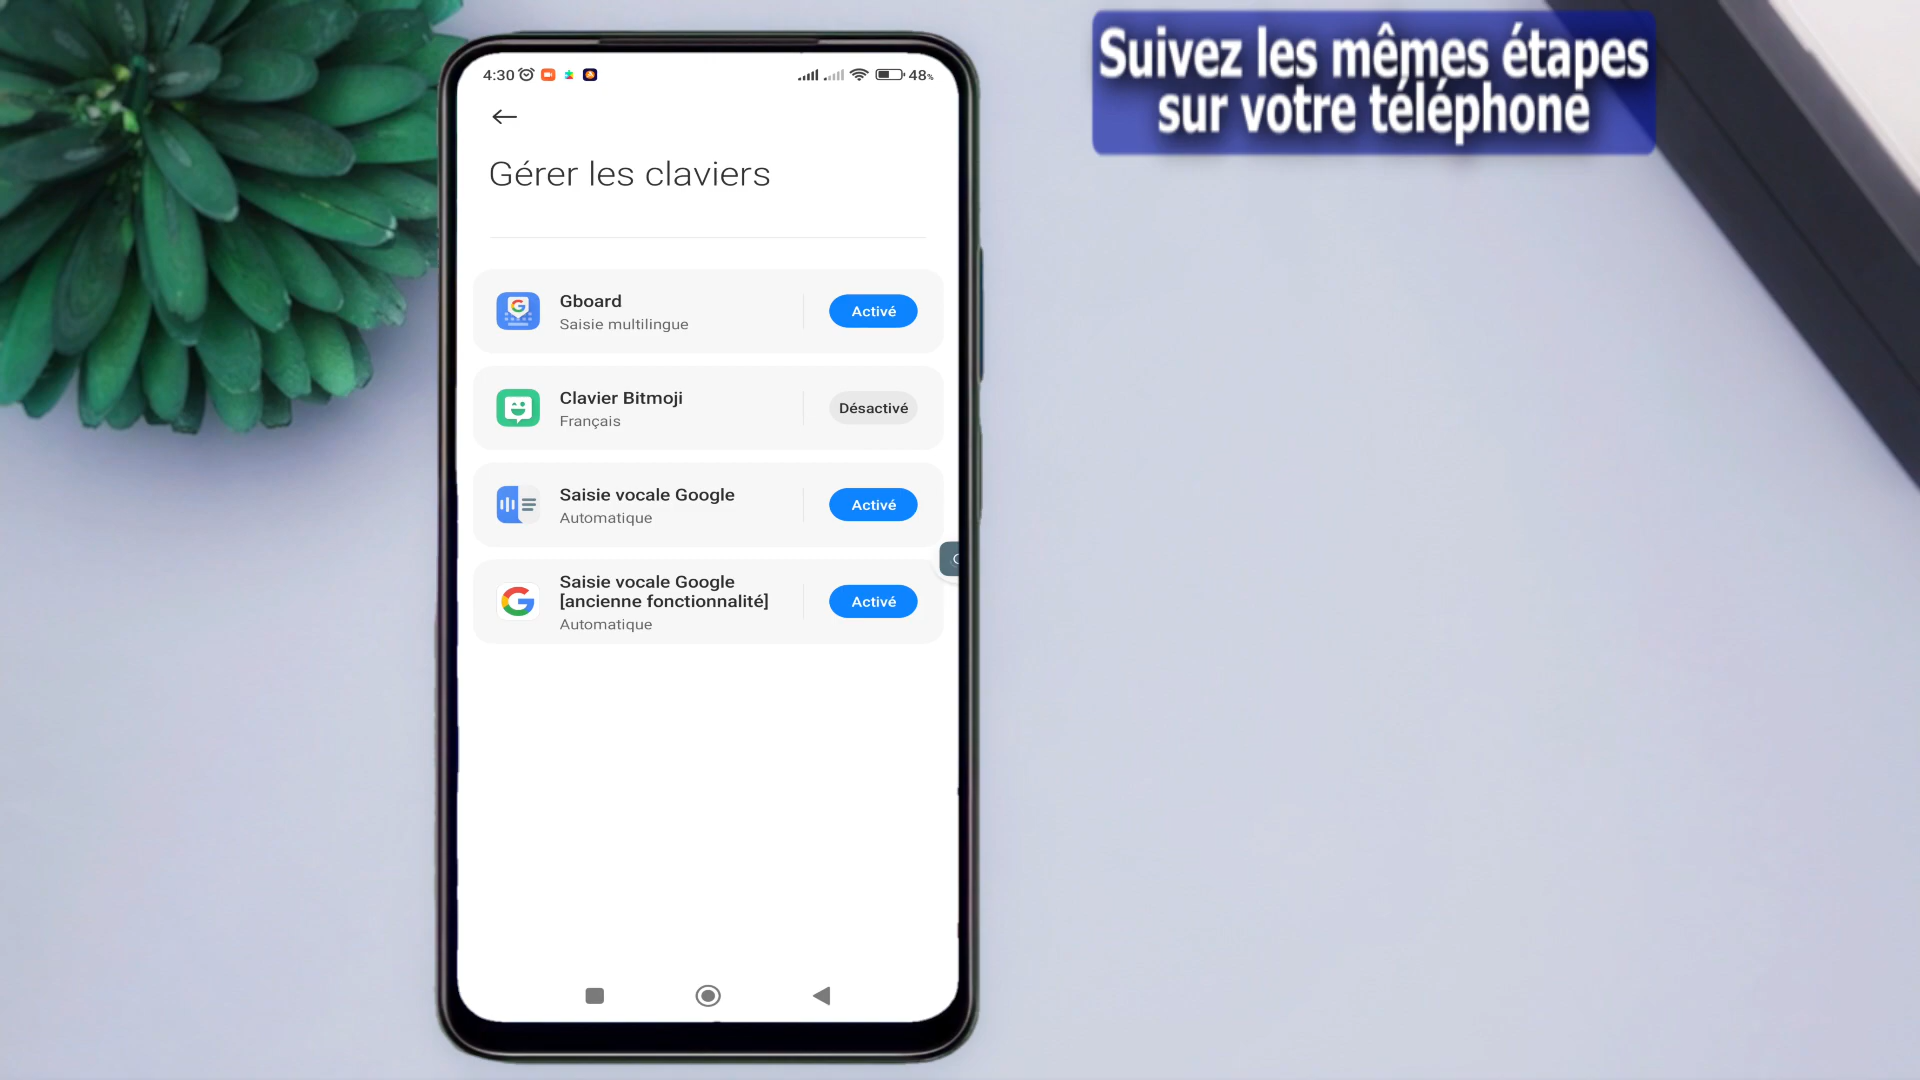 Suivez les mêmes étapes
sur votre téléphone
4:30
48%
Gérer les claviers
Gboard
Saisie multilingue
Activé
Clavier Bitmoji
Français
Désactivé
Saisie vocale Google
Automatique
Activé
Saisie vocale Google
[ancienne fonctionnalité]
Automatique
Activé